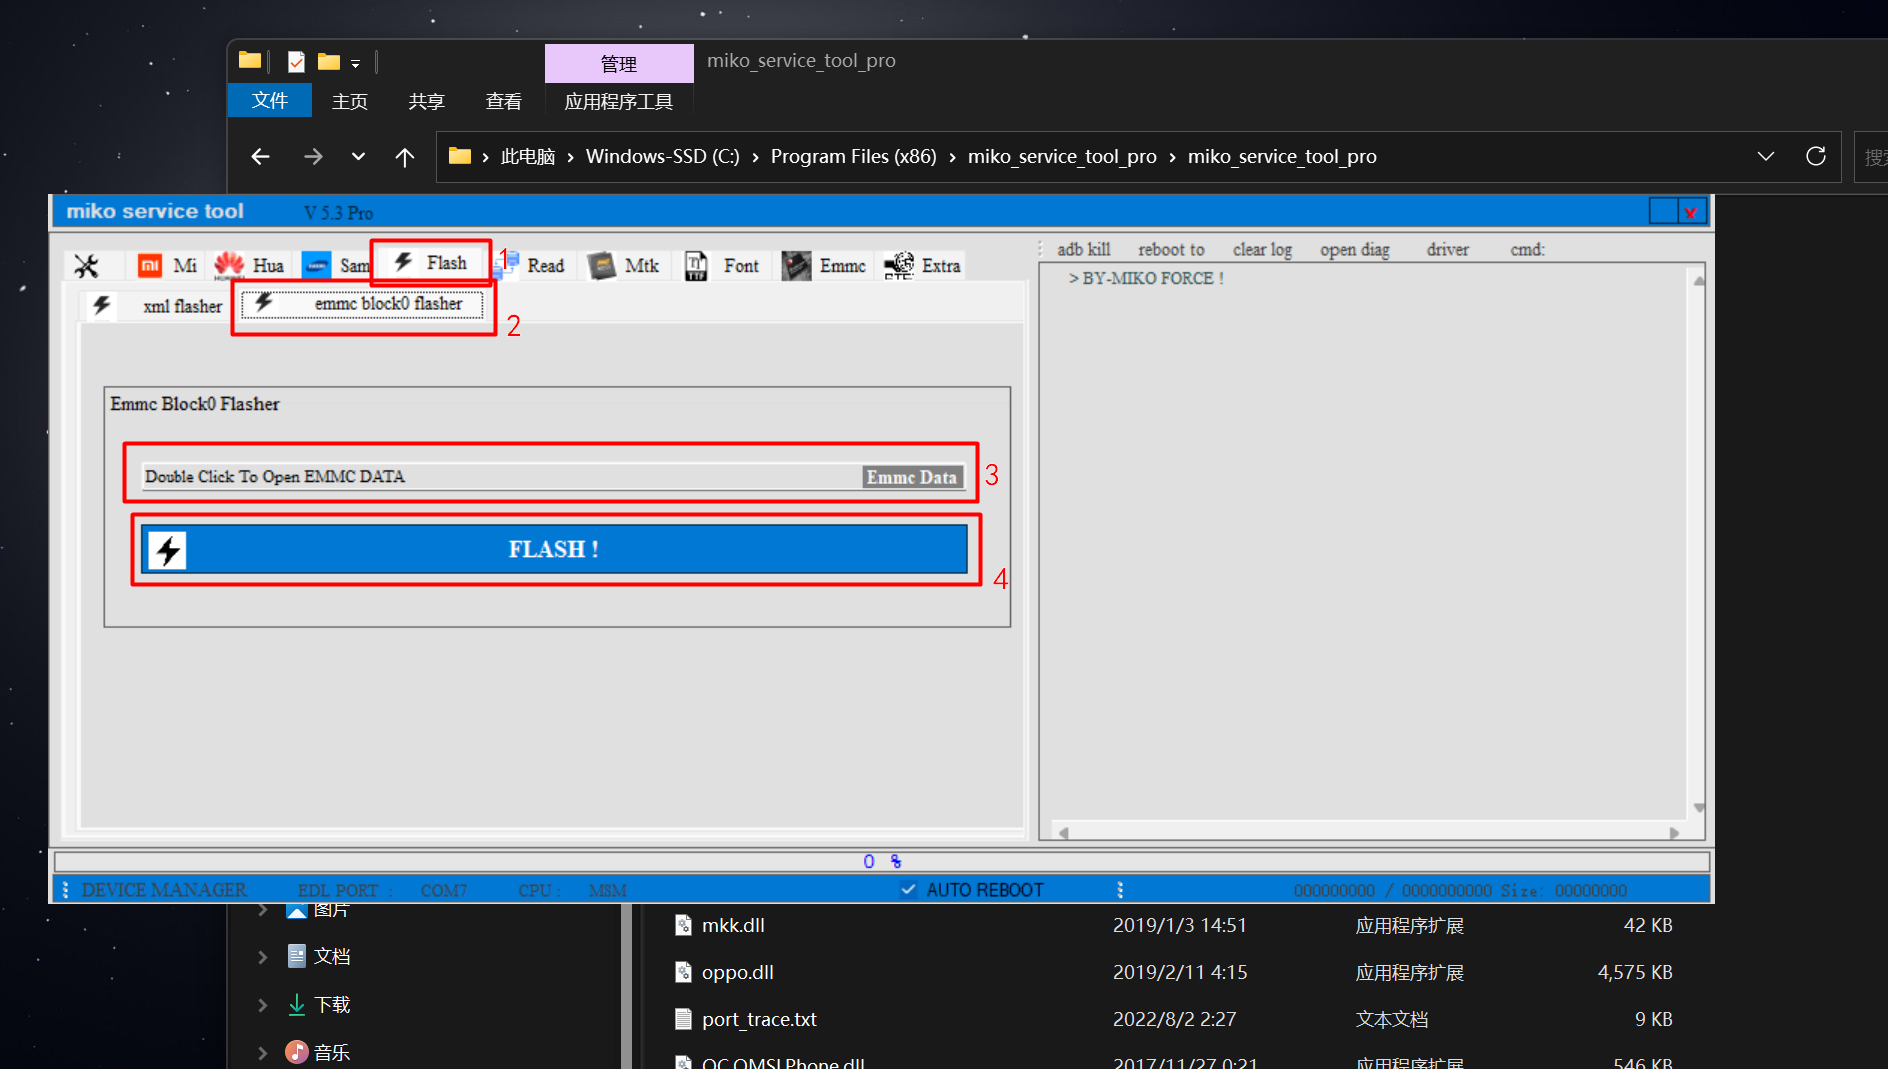 管理
miko_service_tool_pro
文件
主页
共享
查看
应用程序工具
此电脑 › Windows-SSD (C:) › Program Files (x86) › miko_service_tool_pro › miko_service_tool_pro
miko service tool V 5.3 Pro
x
Mi Hua Sam Flash Read Mtk Font Emmc Extra
1
xml flasher emmc block0 flasher
2
Emmc Block0 Flasher
Double Click To Open EMMC DATA Emmc Data
3
FLASH !
4
adb kill reboot to clear log open diag driver cmd:
> BY-MIKO FORCE !
0 %
DEVICE MANAGER EDL PORT : COM7 CPU : MSM AUTO REBOOT 000000000 / 0000000000 Size: 00000000
图片
文档
下载
音乐
mkk.dll 2019/1/3 14:51 应用程序扩展 42 KB
oppo.dll 2019/2/11 4:15 应用程序扩展 4,575 KB
port_trace.txt 2022/8/2 2:27 文本文档 9 KB
2017/11/27 0:21 应用程序扩展 546 KB